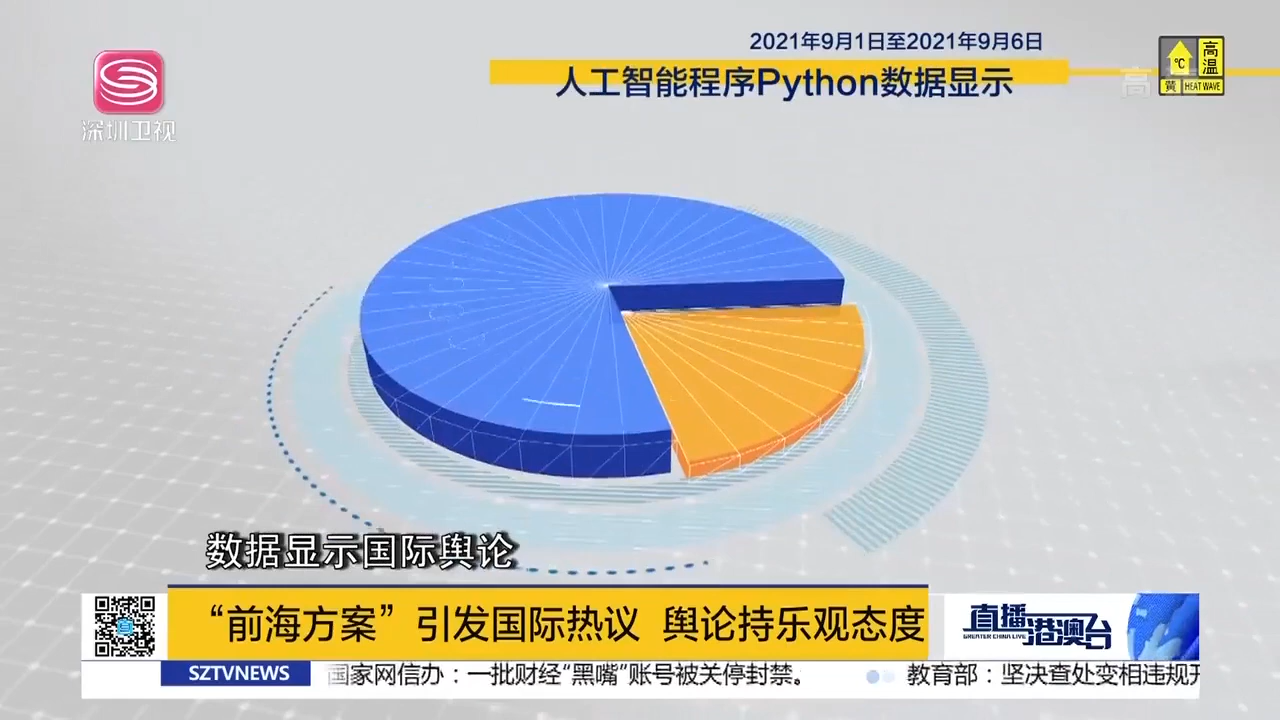 2021年9月1日至2021年9月6日
人工智能程序Python数据显示
℃
高温
黄
HEAT WAVE
深圳卫视
数据显示国际舆论
“前海方案”引发国际热议 舆论持乐观态度
直播港澳台
GREATER CHINA LIVE
SZTVNEWS
国家网信办：一批财经“黑嘴”账号被关停封禁。 教育部：坚决查处变相违规开